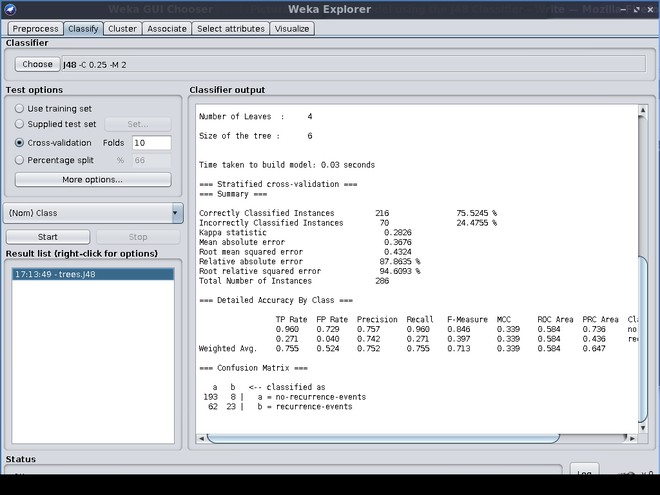 Weka GUI Chooser Weka Explorer
Preprocess Classify Cluster Associate Select attributes Visualize
Classifier
Choose J48 -C 0.25 -M 2
Test options
Use training set
Supplied test set Set...
Cross-validation Folds 10
Percentage split % 66
More options...
(Nom) Class
Start Stop
Result list (right-click for options)
17:13:49 - trees.J48
Classifier output
Number of Leaves : 4
Size of the tree : 6
Time taken to build model: 0.03 seconds
=== Stratified cross-validation ===
=== Summary ===
Correctly Classified Instances 216 75.5245 %
Incorrectly Classified Instances 70 24.4755 %
Kappa statistic 0.2826
Mean absolute error 0.3676
Root mean squared error 0.4324
Relative absolute error 87.8635 %
Root relative squared error 94.6093 %
Total Number of Instances 286
=== Detailed Accuracy By Class ===
TP Rate FP Rate Precision Recall F-Measure MCC ROC Area PRC Area Cla
0.960 0.729 0.757 0.960 0.846 0.339 0.584 0.736 no
0.271 0.040 0.742 0.271 0.397 0.339 0.584 0.436 rec
Weighted Avg. 0.755 0.524 0.752 0.755 0.713 0.339 0.584 0.647
=== Confusion Matrix ===
a b <-- classified as
193 8 | a = no-recurrence-events
62 23 | b = recurrence-events
Status
Log x 0